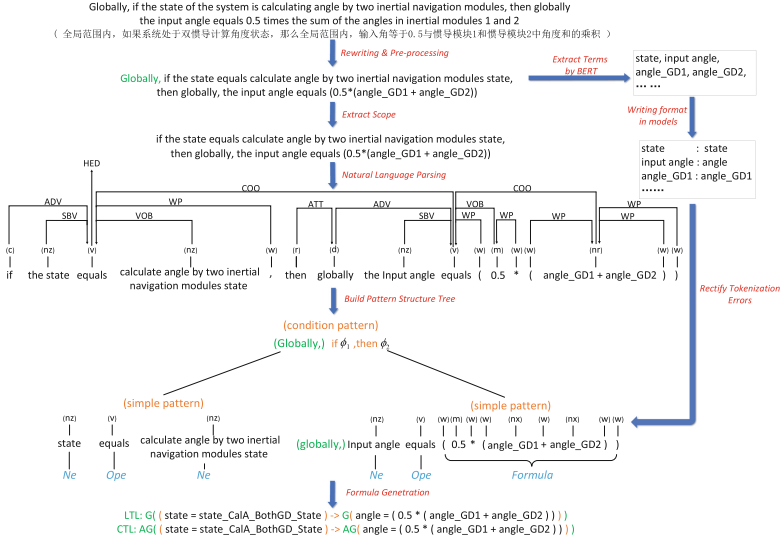 Globally, if the state of the system is calculating angle by two inertial navigation modules, then globally
the input angle equals 0.5 times the sum of the angles in inertial modules 1 and 2
( 全局范围内，如果系统处于双惯导计算角度状态，那么全局范围内，输入角等于0.5与惯导模块1和惯导模块2中角度和的乘积 )
Rewriting & Pre-processing
Globally, if the state equals calculate angle by two inertial navigation modules state,
then globally, the input angle equals (0.5*(angle_GD1 + angle_GD2))
Extract Terms
by BERT
state, input angle,
angle_GD1, angle_GD2,
... ...
Extract Scope
Writing format
in models
if the state equals calculate angle by two inertial navigation modules state,
then globally, the input angle equals (0.5*(angle_GD1 + angle_GD2))
state : state
input angle : angle
angle_GD1 : angle_GD1
......
HED
Natural Language Parsing
COO COO
ADV WP ATT ADV VOB
SBV VOB SBV WP WP WP WP
WP
(c) (nz) (v) (nz) (w) (r) (d) (nz) (v) (w) (m) (w) (w) (nr) (w) (w)
if the state equals calculate angle by two inertial
navigation modules state , then globally the Input angle equals ( 0.5 * ( angle_GD1 + angle_GD2 ) )
Build Pattern Structure Tree
Rectify Tokenization
Errors
(condition pattern)
(Globally,) if ϕ1 ,then ϕ2
(simple pattern) (simple pattern)
(nz) (v) (nz) (nz) (v) (w) (m) (w) (w) (nx) (w) (nx) (w) (w)
state equals calculate angle by two inertial
navigation modules state (globally,) Input angle equals ( 0.5 * (angle_GD1 + angle_GD2 ) )
Ne Ope Ne Ne Ope Formula
Formula Genetration
LTL: G( ( state = state_CalA_BothGD_State ) -> G( angle = ( 0.5 * ( angle_GD1 + angle_GD2 ) ) ) )
CTL: AG( ( state = state_CalA_BothGD_State ) -> AG( angle = ( 0.5 * ( angle_GD1 + angle_GD2 ) ) ) )